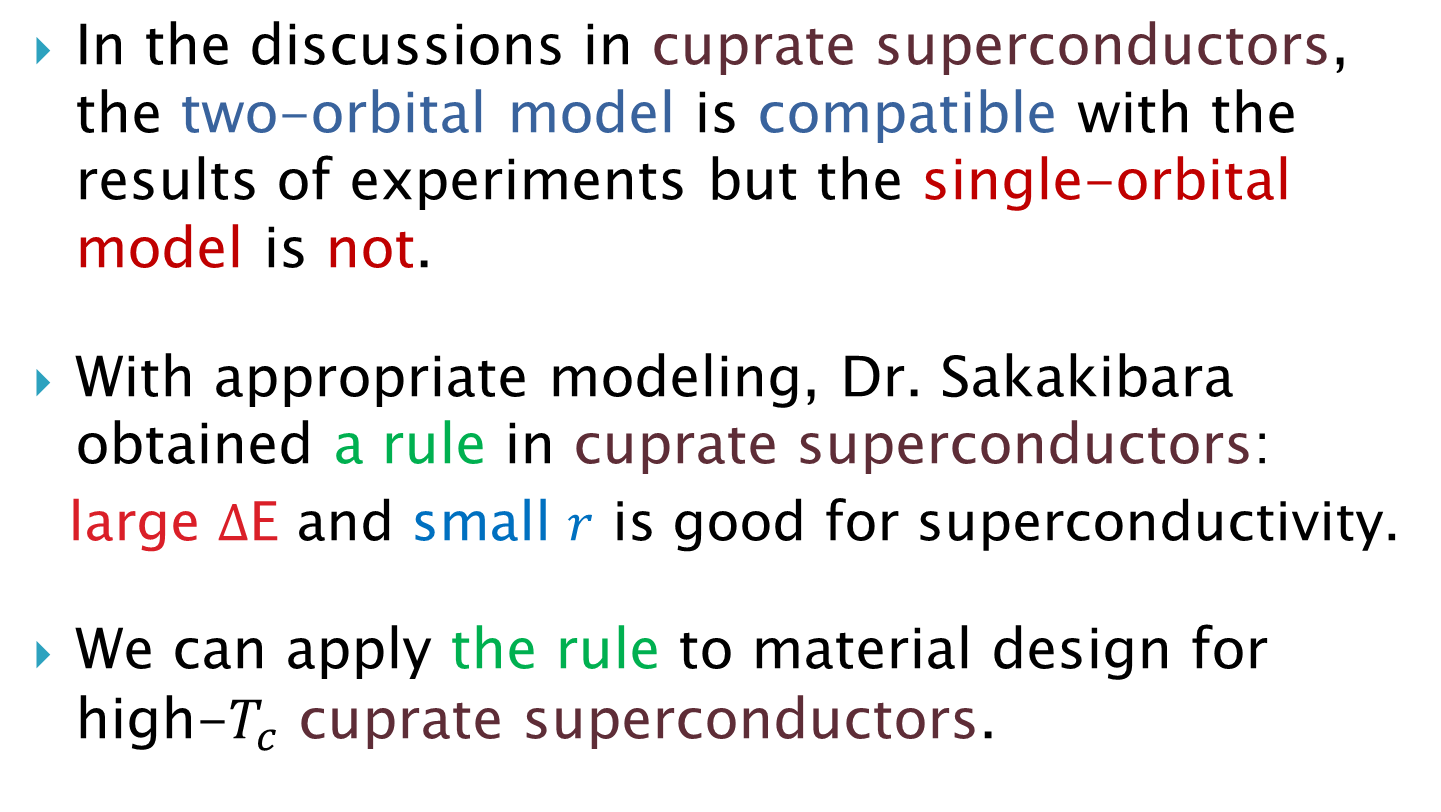 In the discussions in cuprate superconductors,
the two-orbital model is compatible with the
results of experiments but the single-orbital
model is not.
With appropriate modeling, Dr. Sakakibara
obtained a rule in cuprate superconductors:
large ΔE and small r is good for superconductivity.
We can apply the rule to material design for
high-Tc cuprate superconductors.